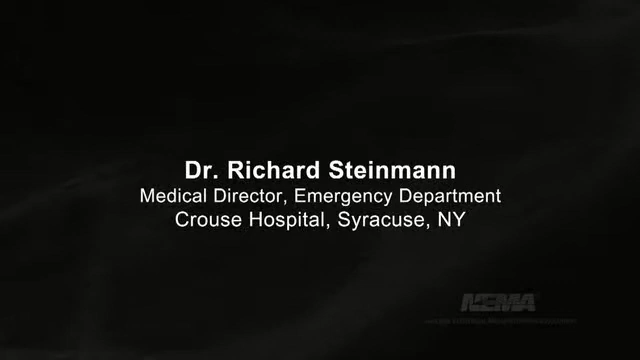 Dr. Richard Steinmann
Medical Director, Emergency Department
Crouse Hospital, Syracuse, NY
NEMA